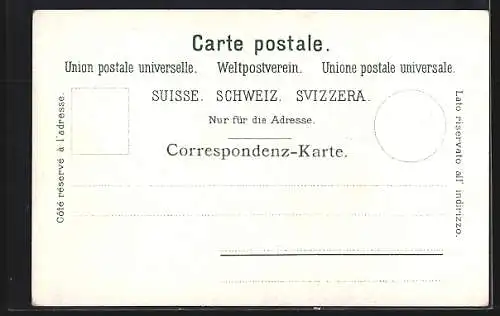 Carte postale.
Union postale universelle. Weltpostverein. Unione postale universale.
SUISSE. SCHWEIZ. SVIZZERA.
Nur für die Adresse.
Correspondenz-Karte.
Côté réservé à l'adresse.
Lato riservato all' indirizzo.